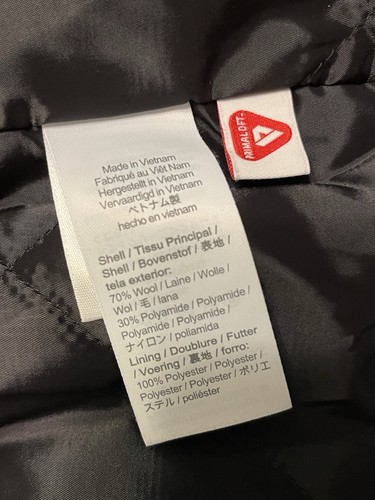 Made in Vietnam
Fabriqué au Việt Nam
Hergestellt in Vietnam
Vervaardigd in Vietnam
ベトナム製
hecho en vietnam
Shell / Tissu Principal /
Shell / Bovenstof / 表地 /
tela exterior:
70% Wool / Laine / Wolle /
Wol / 毛 / lana
30% Polyamide / Polyamide /
Polyamide / Polyamide /
ナイロン / poliamida
Lining / Doublure / Futter
/ Voering / 裏地 / forro:
100% Polyester / Polyester
/ Polyester / Polyester / ポリエ
ステル / poliéster
MIMALOFT